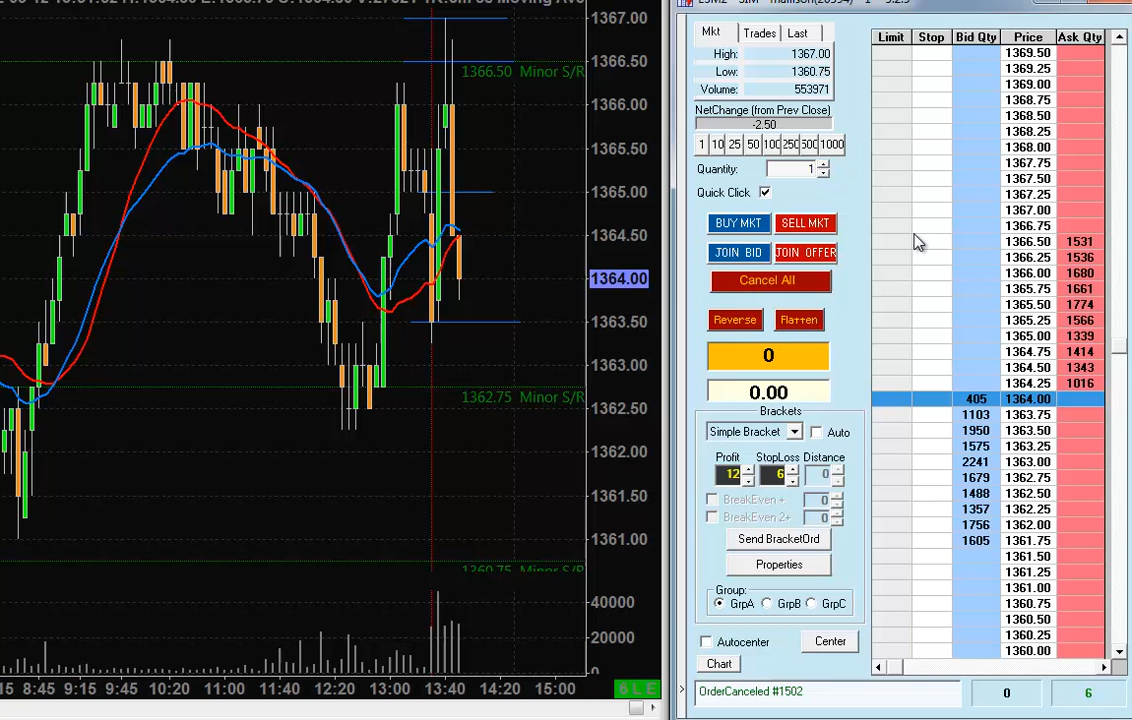 1367.00
1366.50 Minor S/R
1366.50
1366.00
1365.50
1365.00
1364.50
1364.00
1363.50
1363.00
1362.75 Minor S/R
1362.50
1362.00
1361.50
1361.00
1360.75 Minor S/R
40000
20000
0
15 8:45 9:15 9:45 10:20 11:00 11:40 12:20 13:00 13:40 14:20 15:00
6 L E
Mkt Trades Last
High: 1367.00
Low: 1360.75
Volume: 553971
NetChange (from Prev Close)
-2.50
1 10 25 50 100 250 500 1000
Quantity: 1
Quick Click
BUY MKT SELL MKT
JOIN BID JOIN OFFER
Cancel All
Reverse Flatten
0
0.00
Brackets
Simple Bracket Auto
Profit StopLoss Distance
12 6 0
BreakEven + 0
BreakEven 2+ 0
Send BracketOrd
Properties
Group:
GrpA GrpB GrpC
Autocenter Center
Chart
OrderCanceled #1502 0 6
Limit Stop Bid Qty Price Ask Qty
1369.50
1369.25
1369.00
1368.75
1368.50
1368.25
1368.00
1367.75
1367.50
1367.25
1367.00
1366.75
1366.50 1531
1366.25 1536
1366.00 1680
1365.75 1661
1365.50 1774
1365.25 1566
1365.00 1339
1364.75 1414
1364.50 1343
1364.25 1016
405 1364.00
1103 1363.75
1950 1363.50
1575 1363.25
2241 1363.00
1679 1362.75
1488 1362.50
1357 1362.25
1756 1362.00
1605 1361.75
1361.50
1361.25
1361.00
1360.75
1360.50
1360.25
1360.00